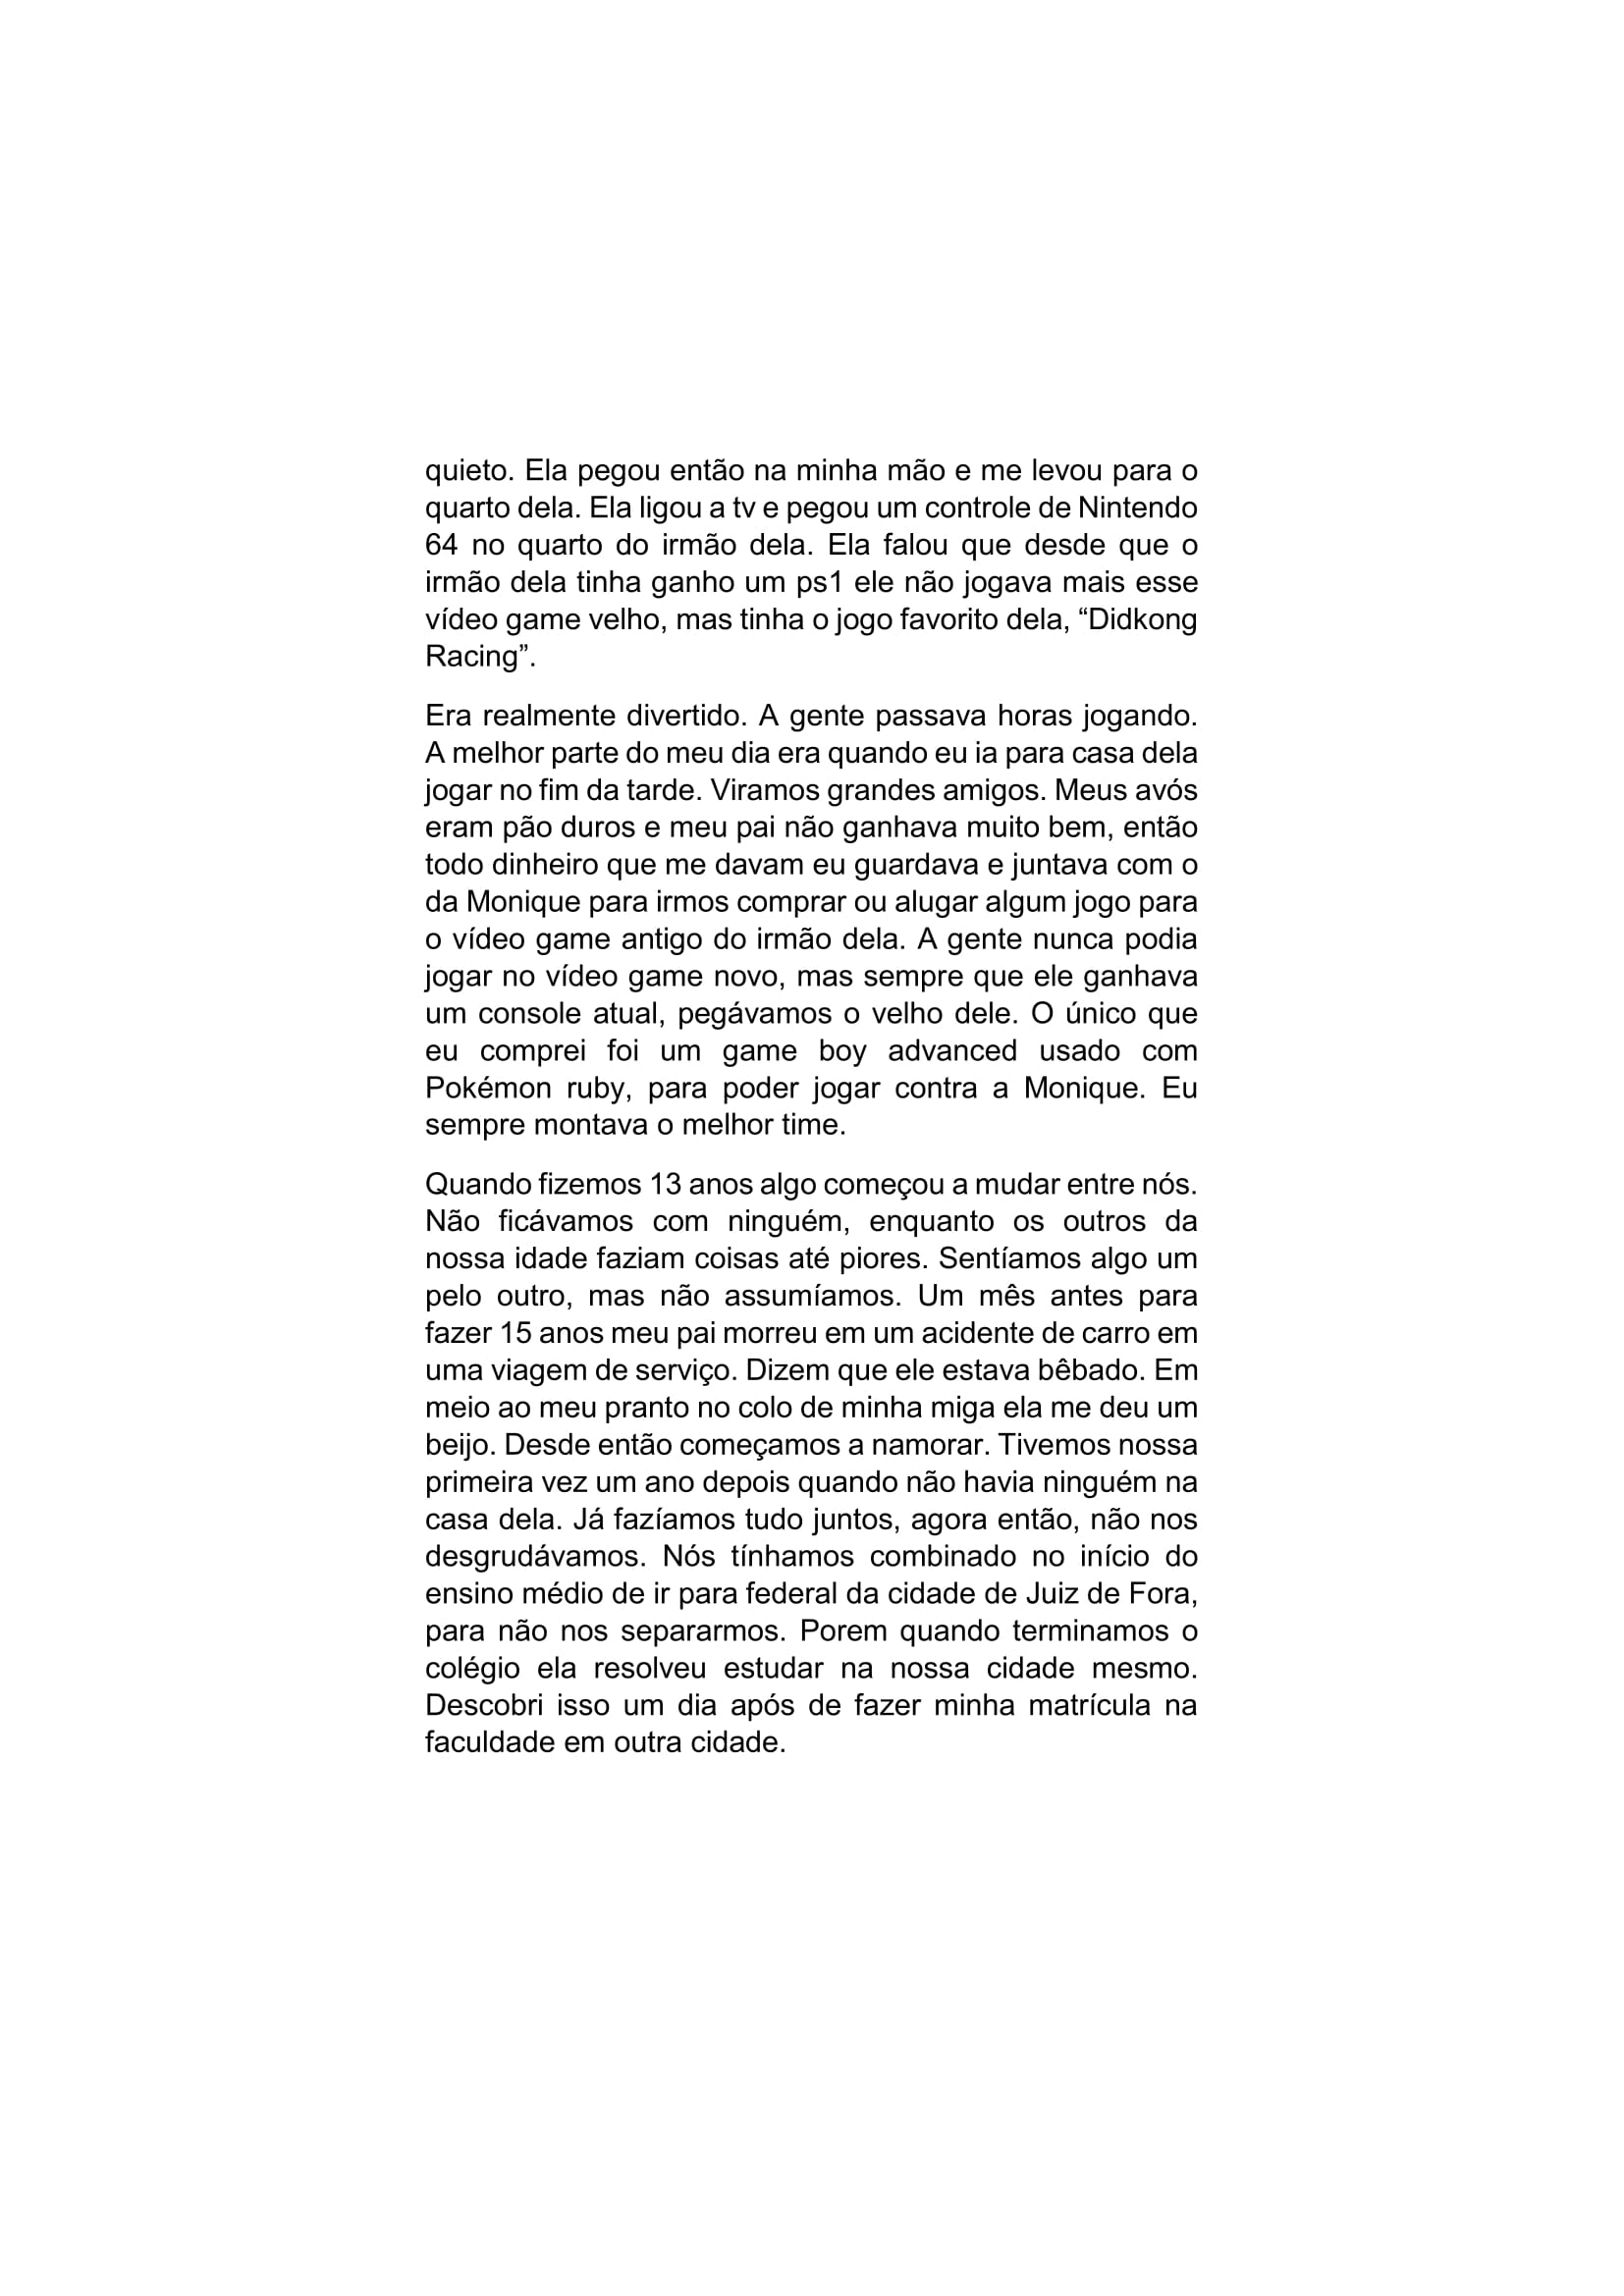 quieto. Ela pegou então na minha mão e me levou para o
quarto dela. Ela ligou a tv e pegou um controle de Nintendo
64 no quarto do irmão dela. Ela falou que desde que o
irmão dela tinha ganho um ps1 ele não jogava mais esse
vídeo game velho, mas tinha o jogo favorito dela, “Didkong
Racing”.
Era realmente divertido. A gente passava horas jogando.
A melhor parte do meu dia era quando eu ia para casa dela
jogar no fim da tarde. Viramos grandes amigos. Meus avós
eram pão duros e meu pai não ganhava muito bem, então
todo dinheiro que me davam eu guardava e juntava com o
da Monique para irmos comprar ou alugar algum jogo para
o vídeo game antigo do irmão dela. A gente nunca podia
jogar no vídeo game novo, mas sempre que ele ganhava
um console atual, pegávamos o velho dele. O único que
eu comprei foi um game boy advanced usado com
Pokémon ruby, para poder jogar contra a Monique. Eu
sempre montava o melhor time.
Quando fizemos 13 anos algo começou a mudar entre nós.
Não ficávamos com ninguém, enquanto os outros da
nossa idade faziam coisas até piores. Sentíamos algo um
pelo outro, mas não assumíamos. Um mês antes para
fazer 15 anos meu pai morreu em um acidente de carro em
uma viagem de serviço. Dizem que ele estava bêbado. Em
meio ao meu pranto no colo de minha miga ela me deu um
beijo. Desde então começamos a namorar. Tivemos nossa
primeira vez um ano depois quando não havia ninguém na
casa dela. Já fazíamos tudo juntos, agora então, não nos
desgrudávamos. Nós tínhamos combinado no início do
ensino médio de ir para federal da cidade de Juiz de Fora,
para não nos separarmos. Porem quando terminamos o
colégio ela resolveu estudar na nossa cidade mesmo.
Descobri isso um dia após de fazer minha matrícula na
faculdade em outra cidade.